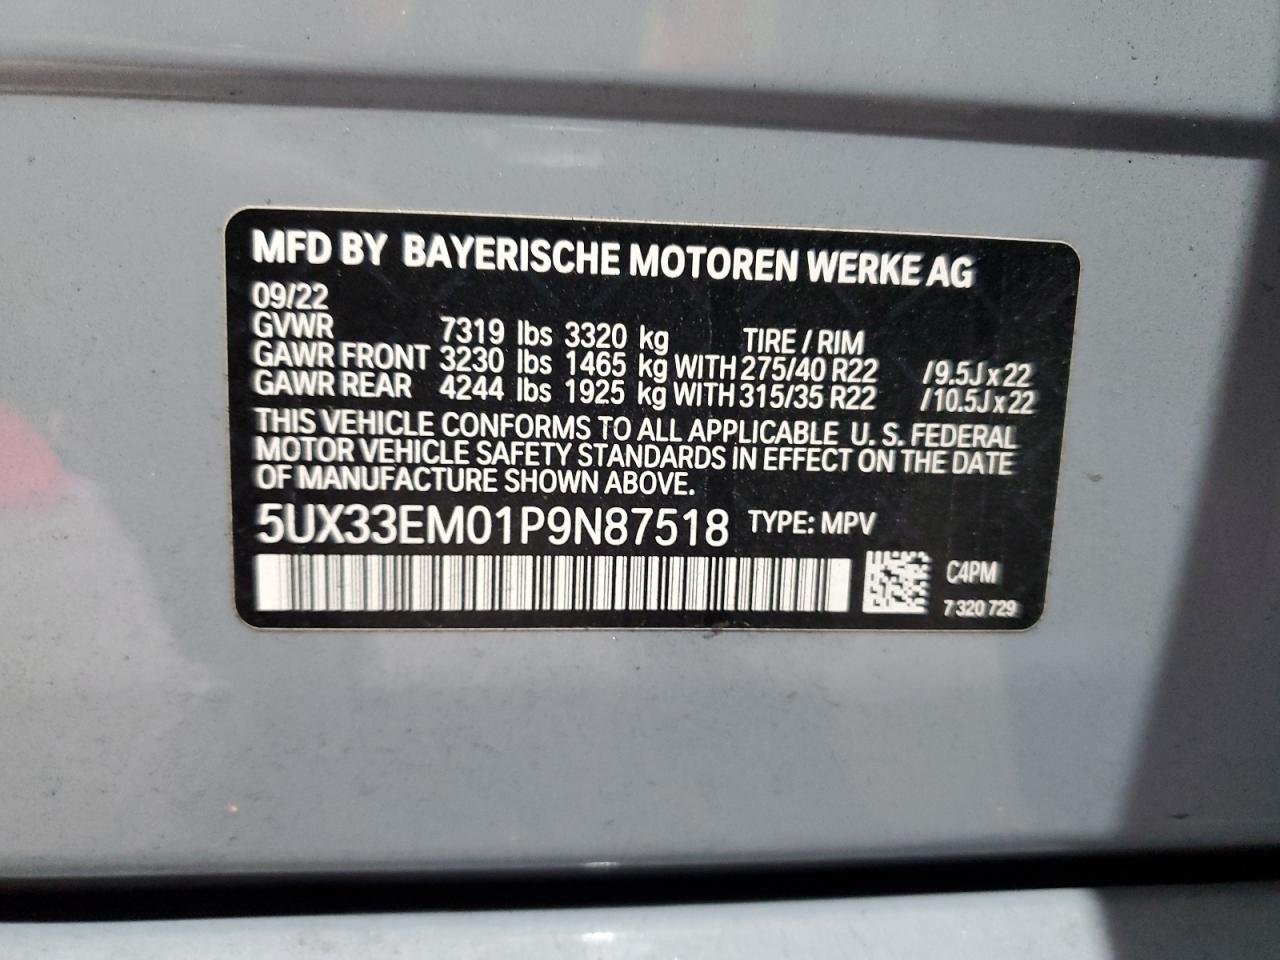 MFD BY BAYERISCHE MOTOREN WERKE AG
09/22
GVWR 7319 lbs 3320 kg TIRE / RIM
GAWR FRONT 3230 lbs 1465 kg WITH 275/40 R22 /9.5J x 22
GAWR REAR 4244 lbs 1925 kg WITH 315/35 R22 /10.5J x 22
THIS VEHICLE CONFORMS TO ALL APPLICABLE U. S. FEDERAL
MOTOR VEHICLE SAFETY STANDARDS IN EFFECT ON THE DATE
OF MANUFACTURE SHOWN ABOVE.
5UX33EM01P9N87518 TYPE: MPV
C4PM
7 320 729